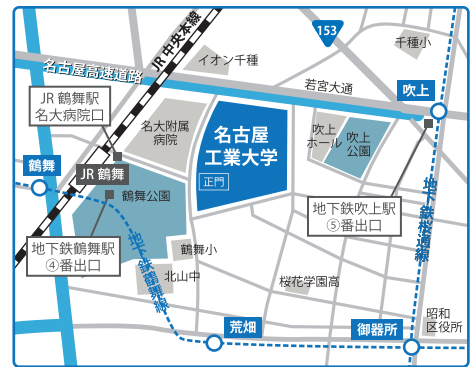 153
千種小
JR 中央本線
イオン千種
名古屋高速道路
若宮大通
吹上
JR 鶴舞駅
名大病院口
名大附属
病院
名古屋
工業大学
正門
吹上
ホール
吹上
公園
鶴舞
JR 鶴舞
鶴舞公園
地下鉄吹上駅
⑤番出口
地下鉄桜通線
地下鉄鶴舞駅
④番出口
地下鉄鶴舞線
鶴舞小
北山中
桜花学園高
荒畑
御器所
昭和
区役所